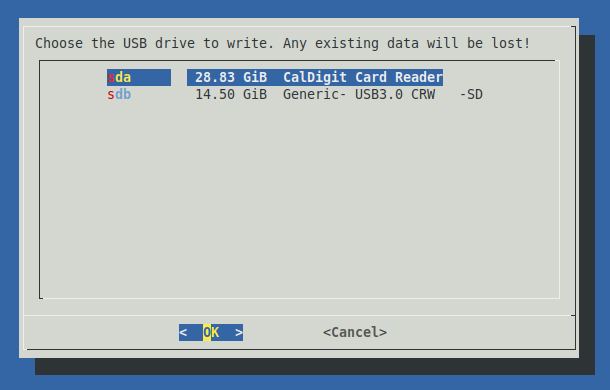 Choose the USB drive to write. Any existing data will be lost!
sda 28.83 GiB CalDigit Card Reader
sdb 14.50 GiB Generic- USB3.0 CRW -SD
< OK > <Cancel>